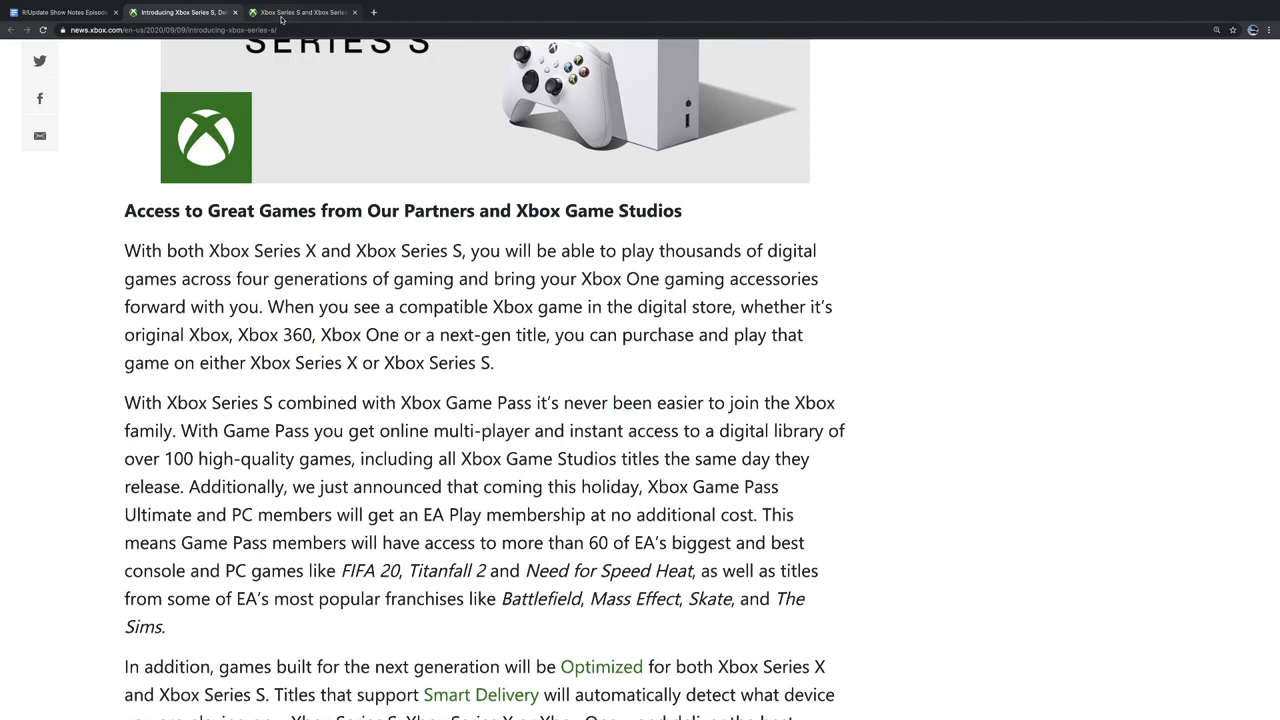 R/Update Show Notes Episode
Introducing Xbox Series S, Del
Xbox Series S and Xbox Series
news.xbox.com/en-us/2020/09/09/introducing-xbox-series-s/
SERIES S
Access to Great Games from Our Partners and Xbox Game Studios
With both Xbox Series X and Xbox Series S, you will be able to play thousands of digital
games across four generations of gaming and bring your Xbox One gaming accessories
forward with you. When you see a compatible Xbox game in the digital store, whether it's
original Xbox, Xbox 360, Xbox One or a next-gen title, you can purchase and play that
game on either Xbox Series X or Xbox Series S.
With Xbox Series S combined with Xbox Game Pass it's never been easier to join the Xbox
family. With Game Pass you get online multi-player and instant access to a digital library of
over 100 high-quality games, including all Xbox Game Studios titles the same day they
release. Additionally, we just announced that coming this holiday, Xbox Game Pass
Ultimate and PC members will get an EA Play membership at no additional cost. This
means Game Pass members will have access to more than 60 of EA's biggest and best
console and PC games like FIFA 20, Titanfall 2 and Need for Speed Heat, as well as titles
from some of EA's most popular franchises like Battlefield, Mass Effect, Skate, and The
Sims.
In addition, games built for the next generation will be Optimized for both Xbox Series X
and Xbox Series S. Titles that support Smart Delivery will automatically detect what device